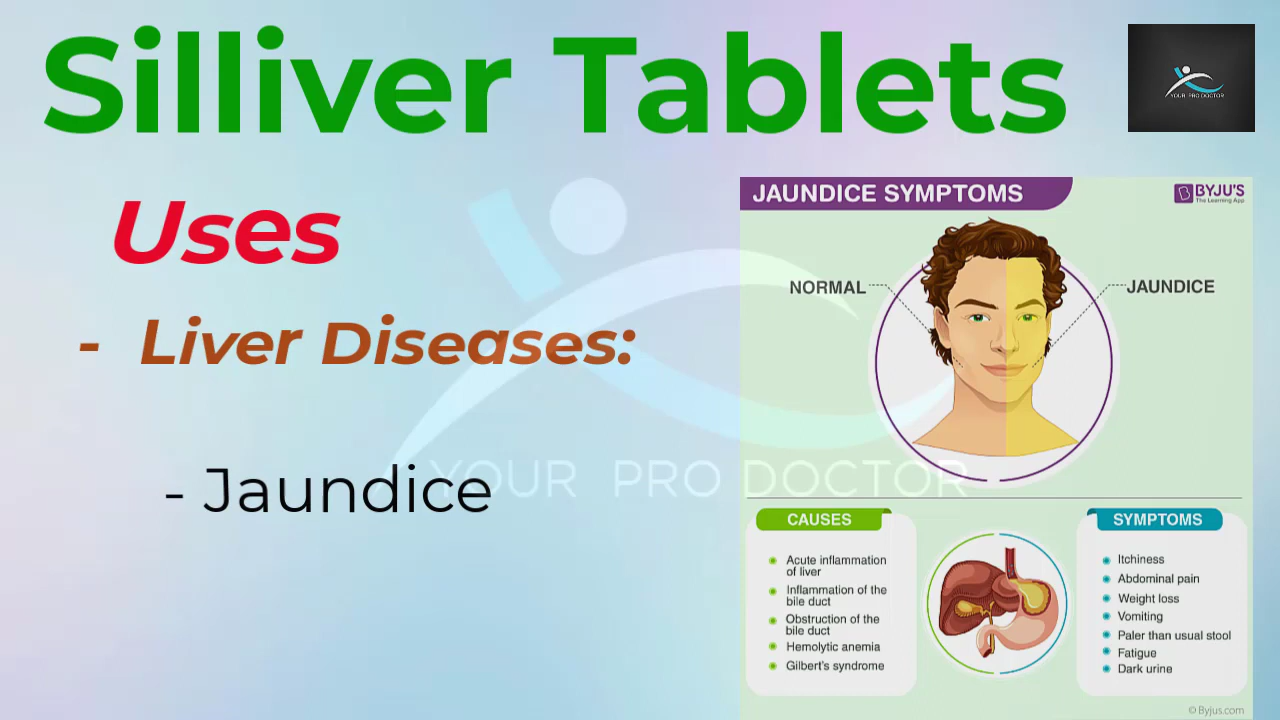 Silliver Tablets
YOUR PRO DOCTOR
Uses
- Liver Diseases:
- Jaundice
YOUR PRO DOCTOR
JAUNDICE SYMPTOMS
BYJU'S
The Learning App
NORMAL
JAUNDICE
CAUSES
Acute inflammation
of liver
Inflammation of the
bile duct
Obstruction of the
bile duct
Hemolytic anemia
Gilbert's syndrome
SYMPTOMS
Itchiness
Abdominal pain
Weight loss
Vomiting
Paler than usual stool
Fatigue
Dark urine
© Byjus.com